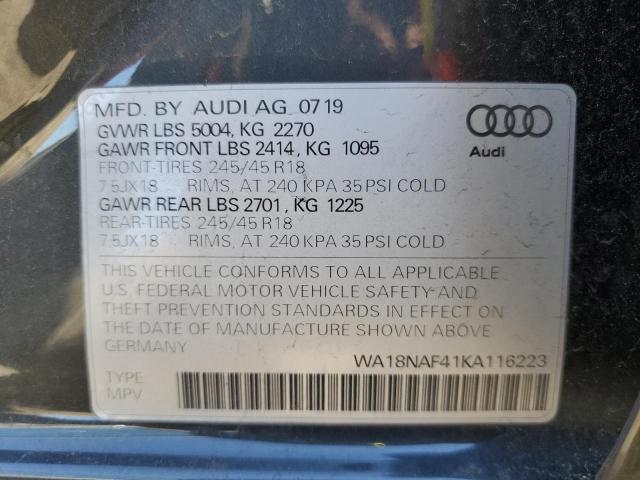 MFD. BY AUDI AG 0719
GVWR LBS 5004, KG 2270
GAWR FRONT LBS 2414, KG 1095
FRONT-TIRES 245/45 R18
7.5JX18 RIMS, AT 240 KPA 35 PSI COLD
GAWR REAR LBS 2701, KG 1225
REAR-TIRES 245/45 R18
7.5JX18 RIMS, AT 240 KPA 35 PSI COLD
Audi
THIS VEHICLE CONFORMS TO ALL APPLICABLE
U.S. FEDERAL MOTOR VEHICLE SAFETY AND
THEFT PREVENTION STANDARDS IN EFFECT ON
THE DATE OF MANUFACTURE SHOWN ABOVE
GERMANY
WA18NAF41KA116223
TYPE
MPV